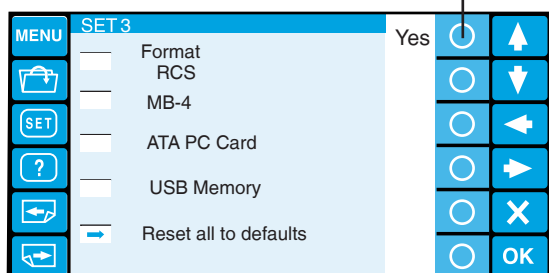 MENU
SET 3
Yes
Format
RCS
MB-4
SET
ATA PC Card
?
USB Memory
Reset all to defaults
OK